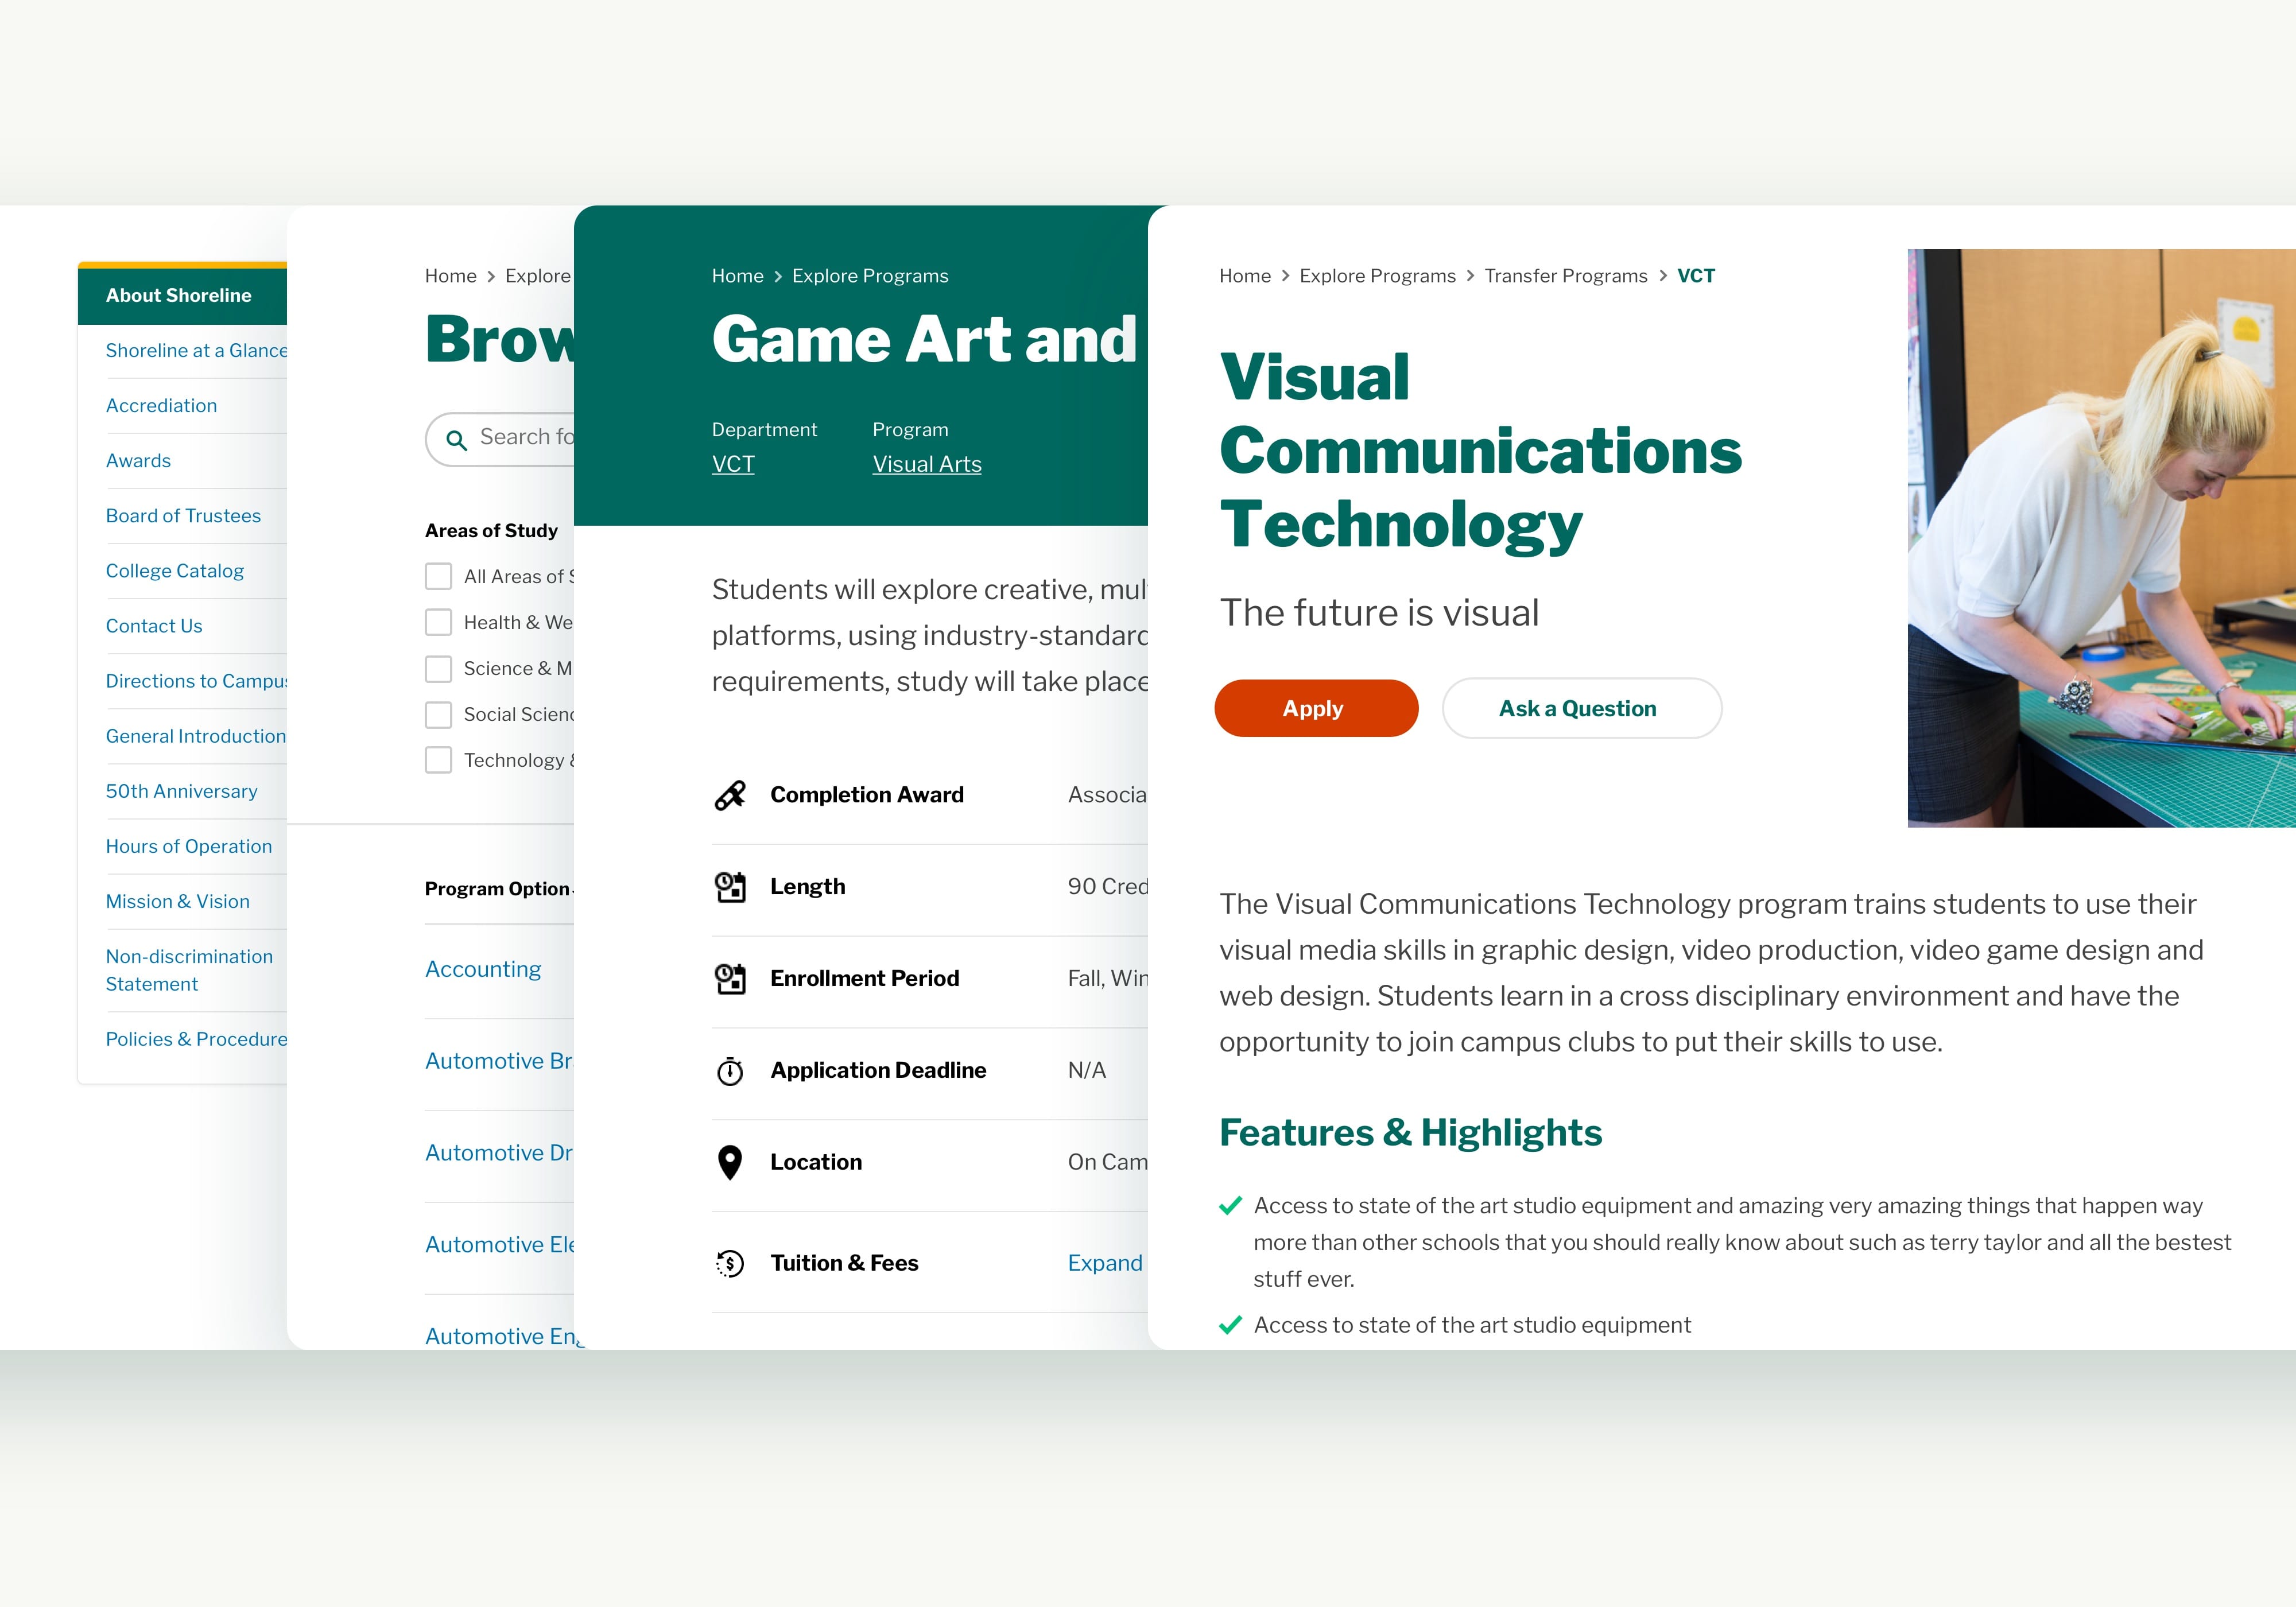 About Shoreline
Shoreline at a Glance
Accrediation
Awards
Board of Trustees
College Catalog
Contact Us
Directions to Campus
General Introduction
50th Anniversary
Hours of Operation
Mission & Vision
Non-discrimination
Statement
Policies & Procedure
Home > Explore
Brow
Search fo
Areas of Study
All Areas of S
Health & We
Science & M
Social Scienc
Technology &
Program Option
Accounting
Automotive Br
Automotive Dr
Automotive Ele
Automotive Eng
Home > Explore Programs
Game Art and
Department
Program
VCT
Visual Arts
Students will explore creative, mul
platforms, using industry-standard
requirements, study will take place
Completion Award Associa
Length 90 Cred
Enrollment Period Fall, Win
Application Deadline N/A
Location On Cam
Tuition & Fees Expand
Home > Explore Programs > Transfer Programs > VCT
Visual
Communications
Technology
The future is visual
Apply
Ask a Question
The Visual Communications Technology program trains students to use their
visual media skills in graphic design, video production, video game design and
web design. Students learn in a cross disciplinary environment and have the
opportunity to join campus clubs to put their skills to use.
Features & Highlights
Access to state of the art studio equipment and amazing very amazing things that happen way
more than other schools that you should really know about such as terry taylor and all the bestest
stuff ever.
Access to state of the art studio equipment